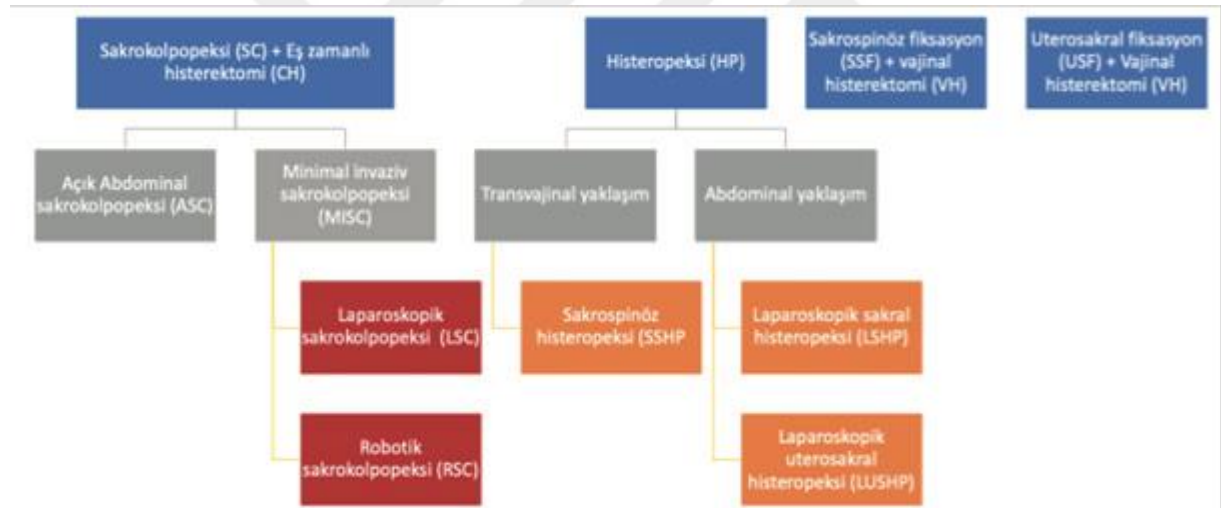 Sakrokolpopeksi (SC) + Eş zamanlı
histerektomi (CH)
Histeropeksi (HP)
Sakrospinöz fiksasyon
(SSF) + vajinal
histerektomi (VH)
Uterosakral fiksasyon
(USF) + Vajinal
histerektomi (VH)
Açık Abdominal
sakrokolpopeksi (ASC)
Minimal invaziv
sakrokolpopeksi
(MISC)
Transvajinal yaklaşım
Abdominal yaklaşım
Laparoskopik
sakrokolpopeksi (LSC)
Sakrospinöz
histeropeksi (SSHP
Laparoskopik sakral
histeropeksi (LSHP)
Robotik
sakrokolpopeksi (RSC)
Laparoskopik
uterosakral
histeropeksi (LUSHP)